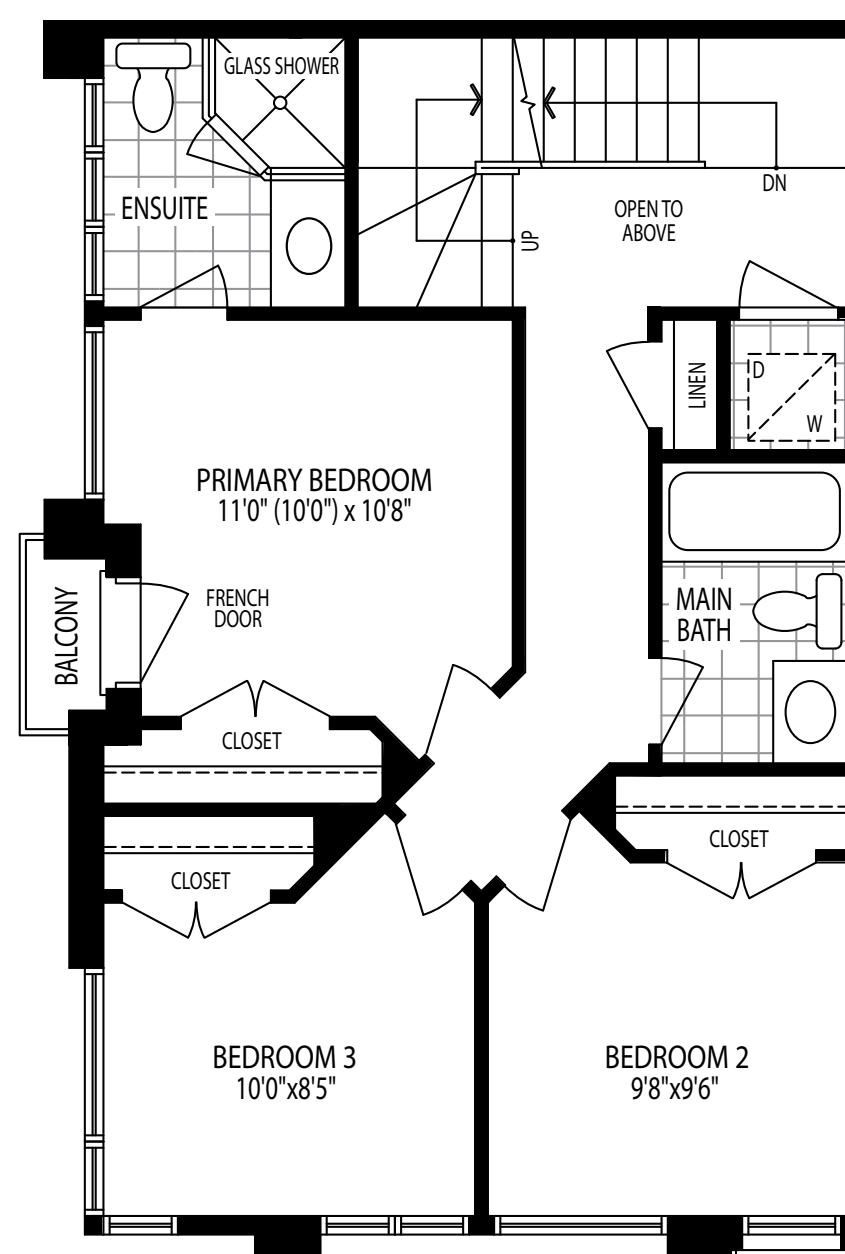 GLASS SHOWER
ENSUITE
DN
OPEN TO
ABOVE
UP
LINEN
D
W
PRIMARY BEDROOM
11'0" (10'0") x 10'8"
BALCONY
FRENCH
DOOR
MAIN
BATH
CLOSET
CLOSET
CLOSET
BEDROOM 3
10'0"x8'5"
BEDROOM 2
9'8"x9'6"